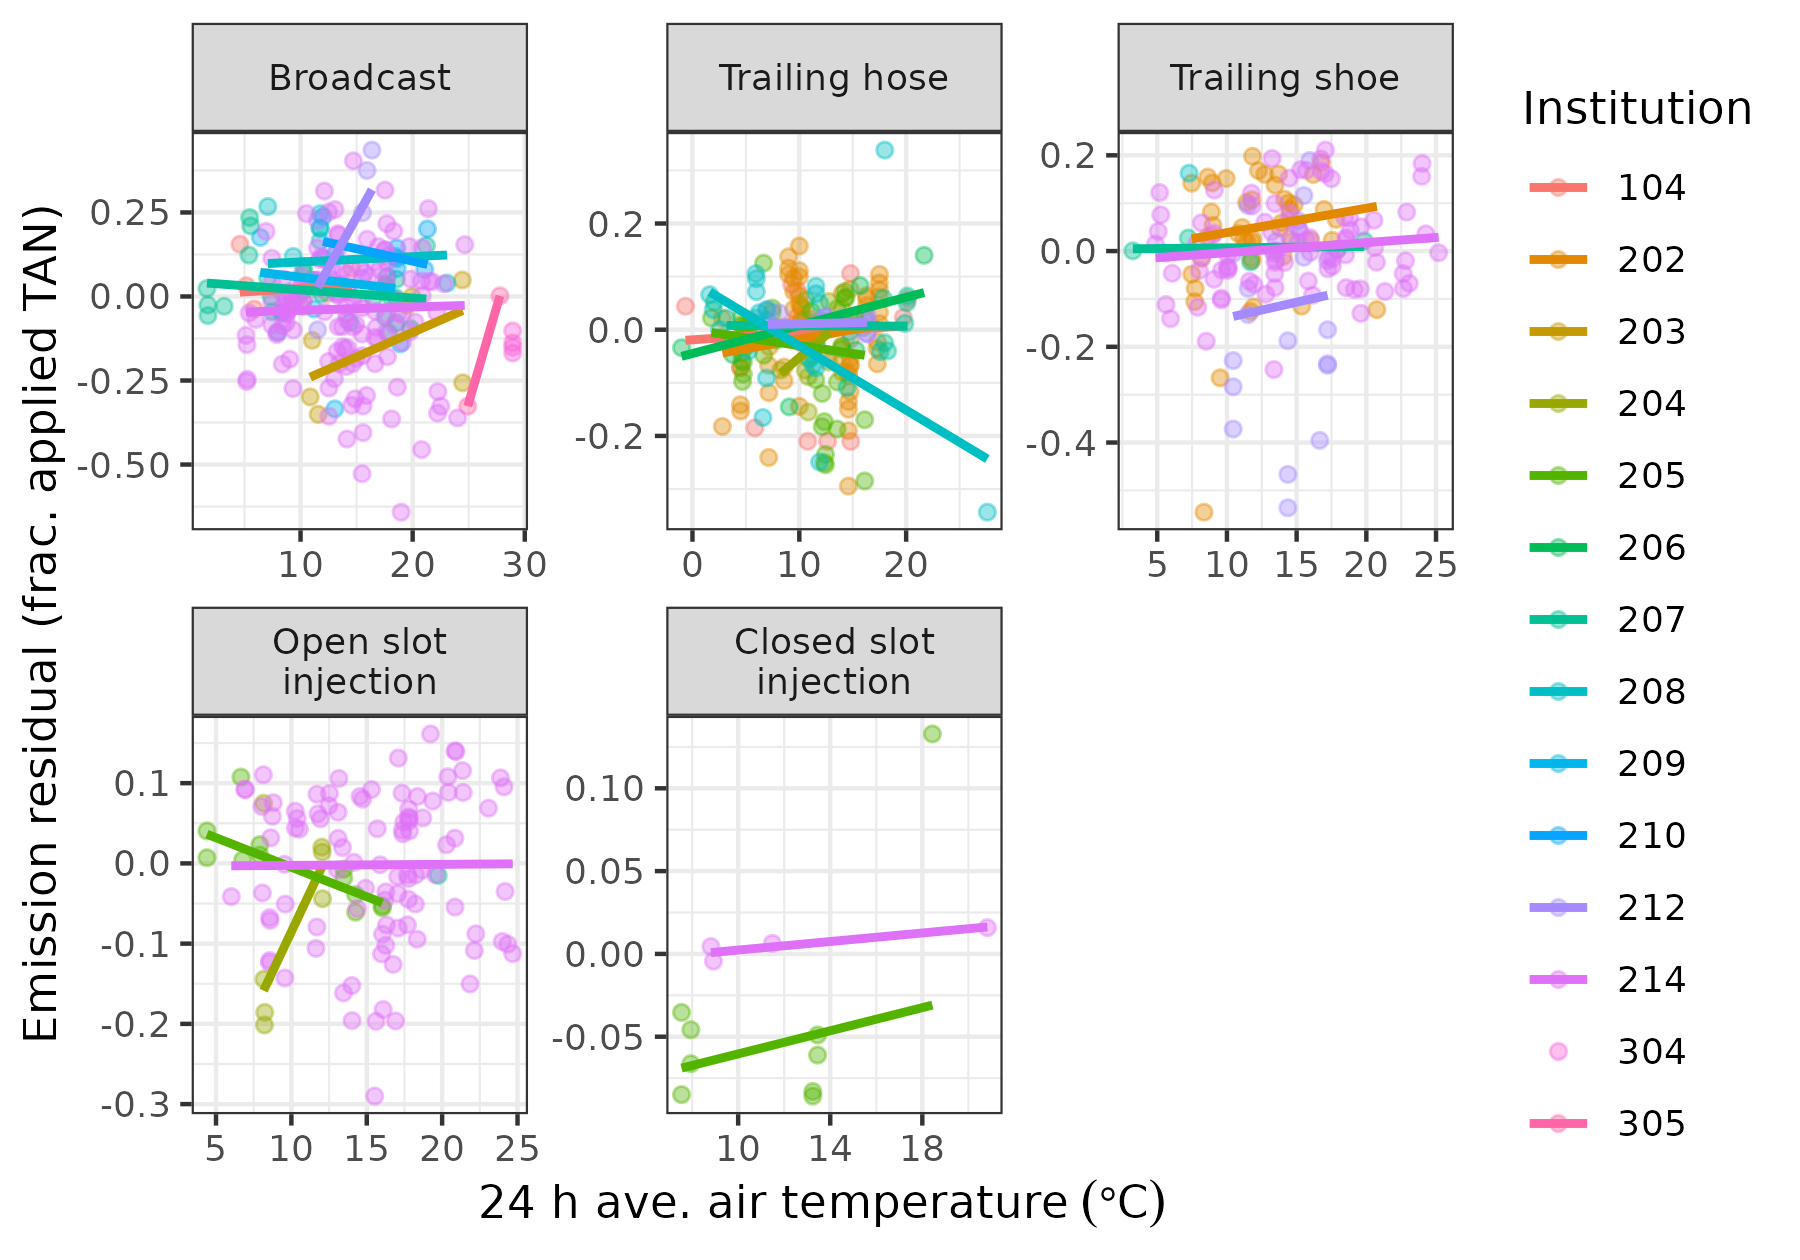 Broadcast
Trailing hose
Trailing shoe
0.25
0.00
-0.25
-0.50
10 20 30
0.2
0.0
-0.2
0 10 20
0.2
0.0
-0.2
-0.4
5 10 15 20 25
Open slot
injection
Closed slot
injection
0.1
0.0
-0.1
-0.2
-0.3
5 10 15 20 25
0.10
0.05
0.00
-0.05
10 14 18
Emission residual (frac. applied TAN)
24 h ave. air temperature (°C)
Institution
104
202
203
204
205
206
207
208
209
210
212
214
304
305